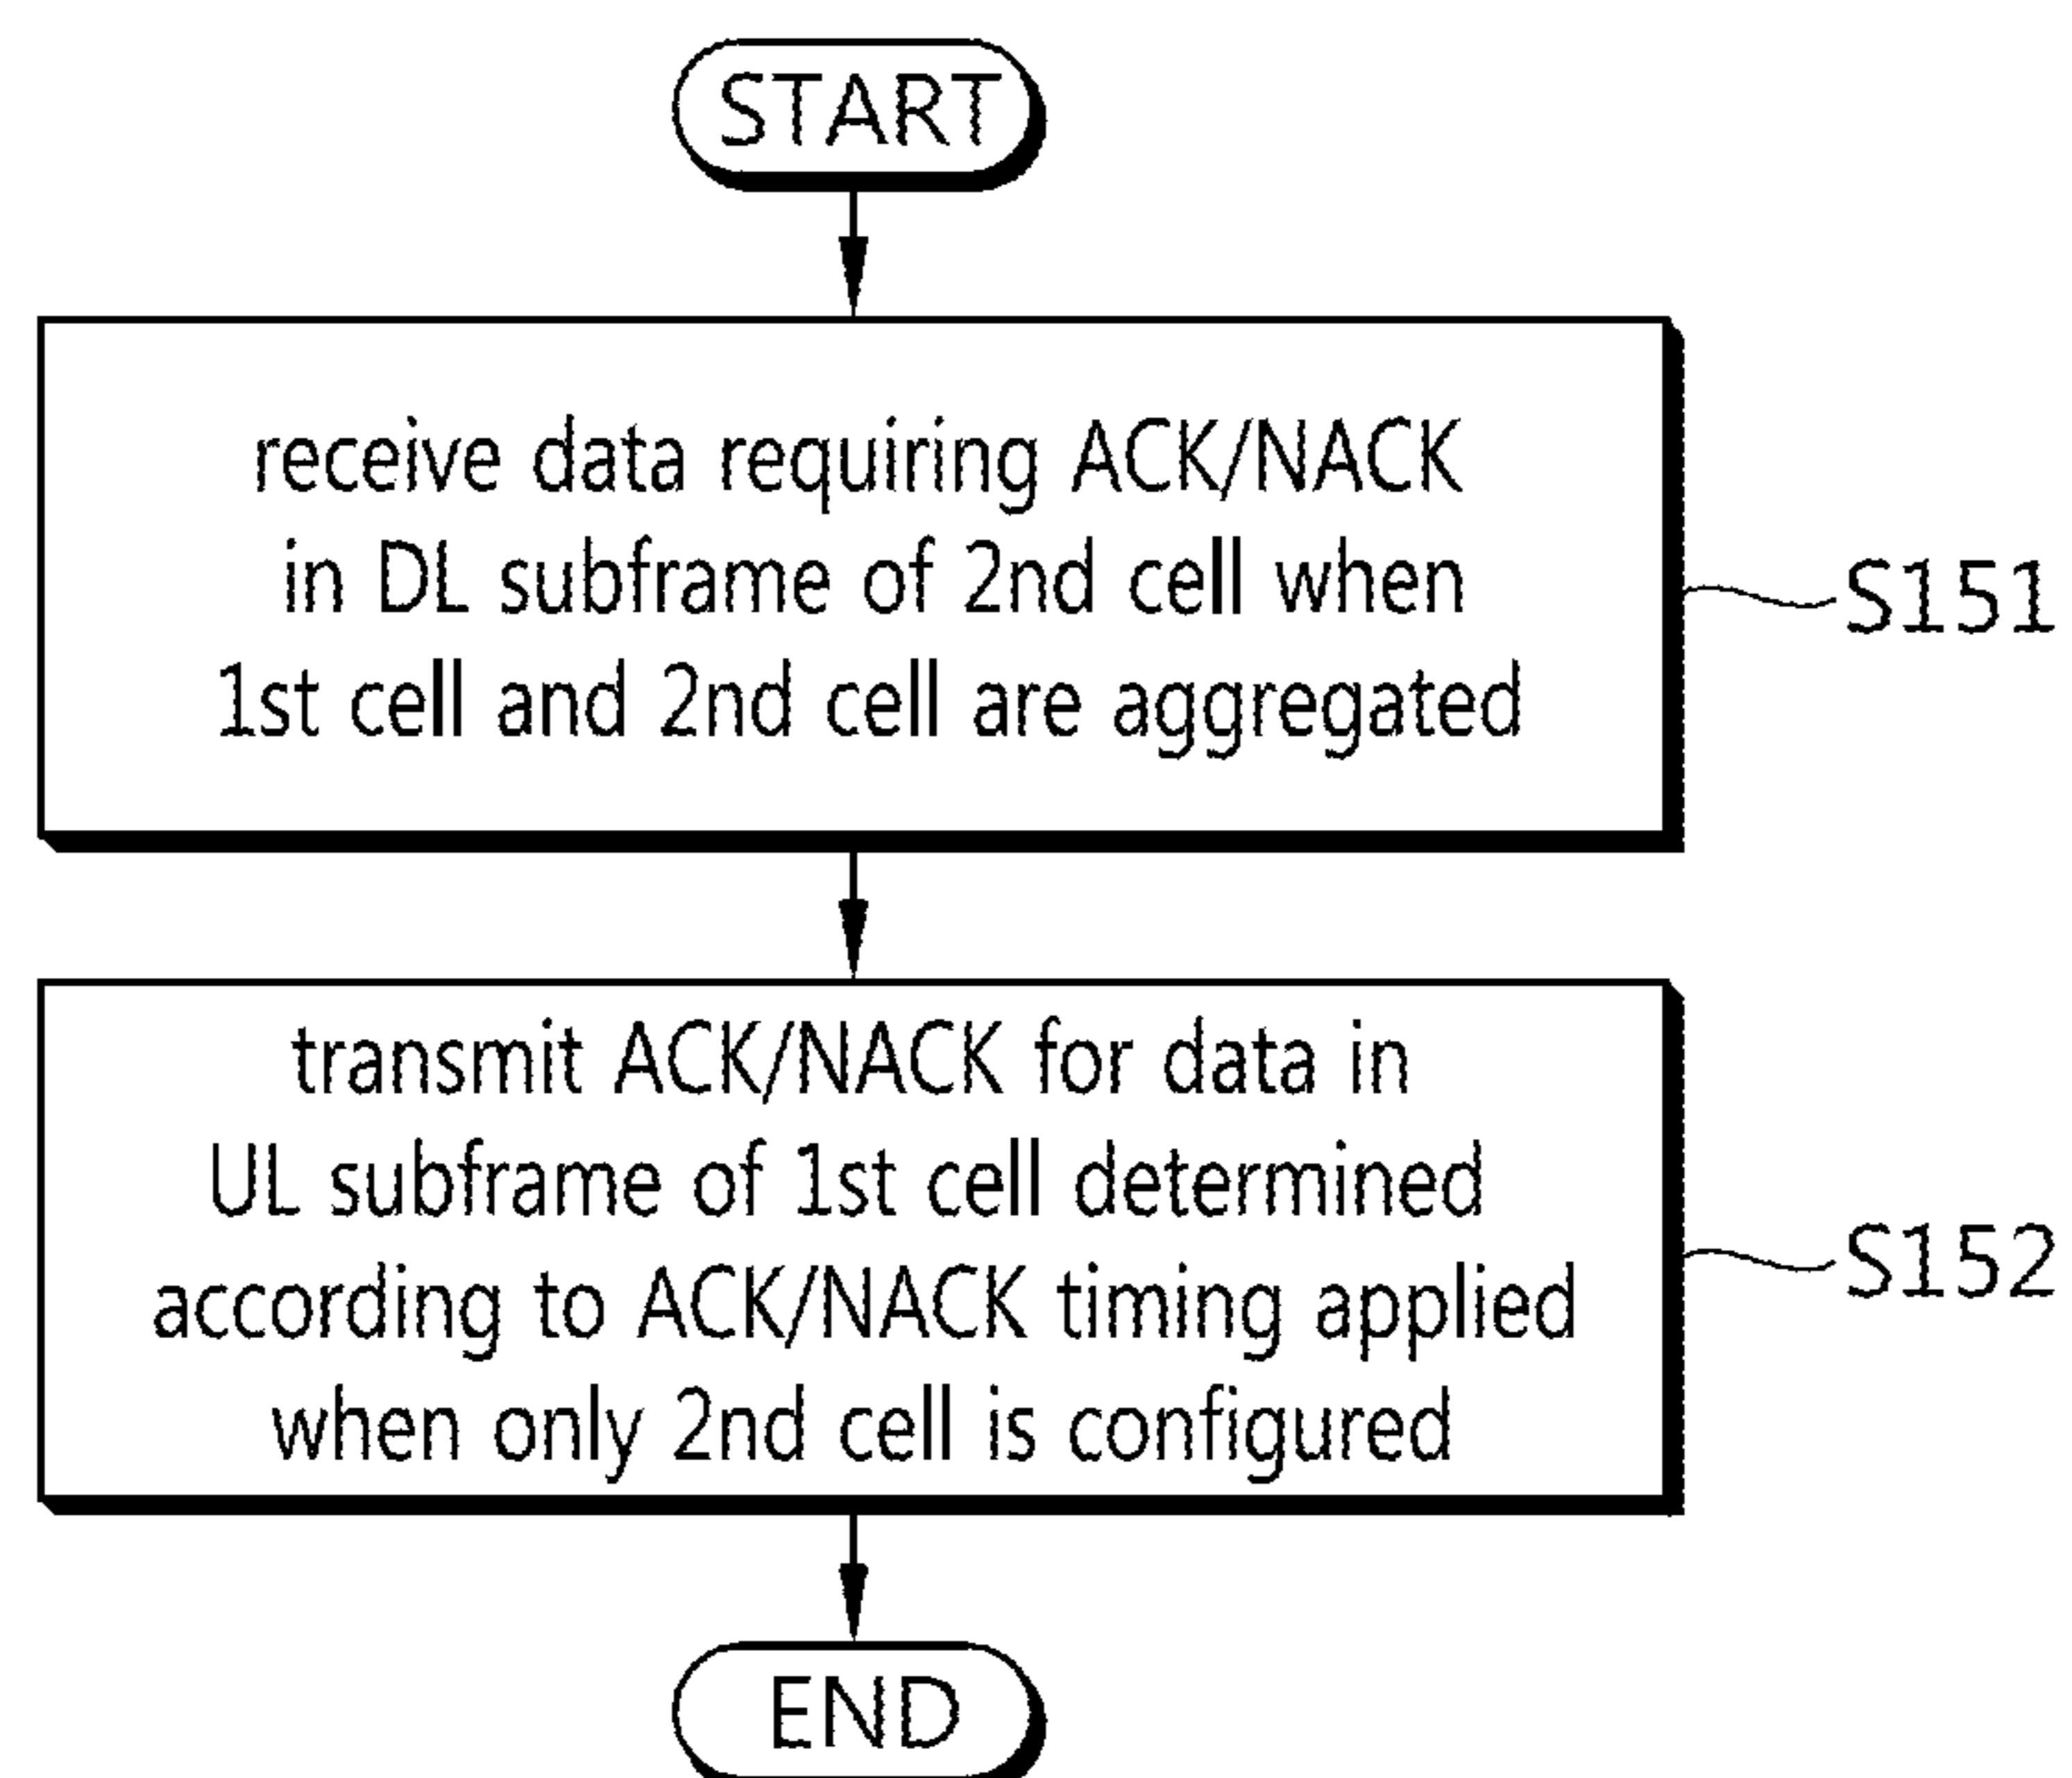 START
receive data requiring ACK/NACK
in DL subframe of 2nd cell when
1st cell and 2nd cell are aggregated
S151
transmit ACK/NACK for data in
UL subframe of 1st cell determined
according to ACK/NACK timing applied
when only 2nd cell is configured
S152
END